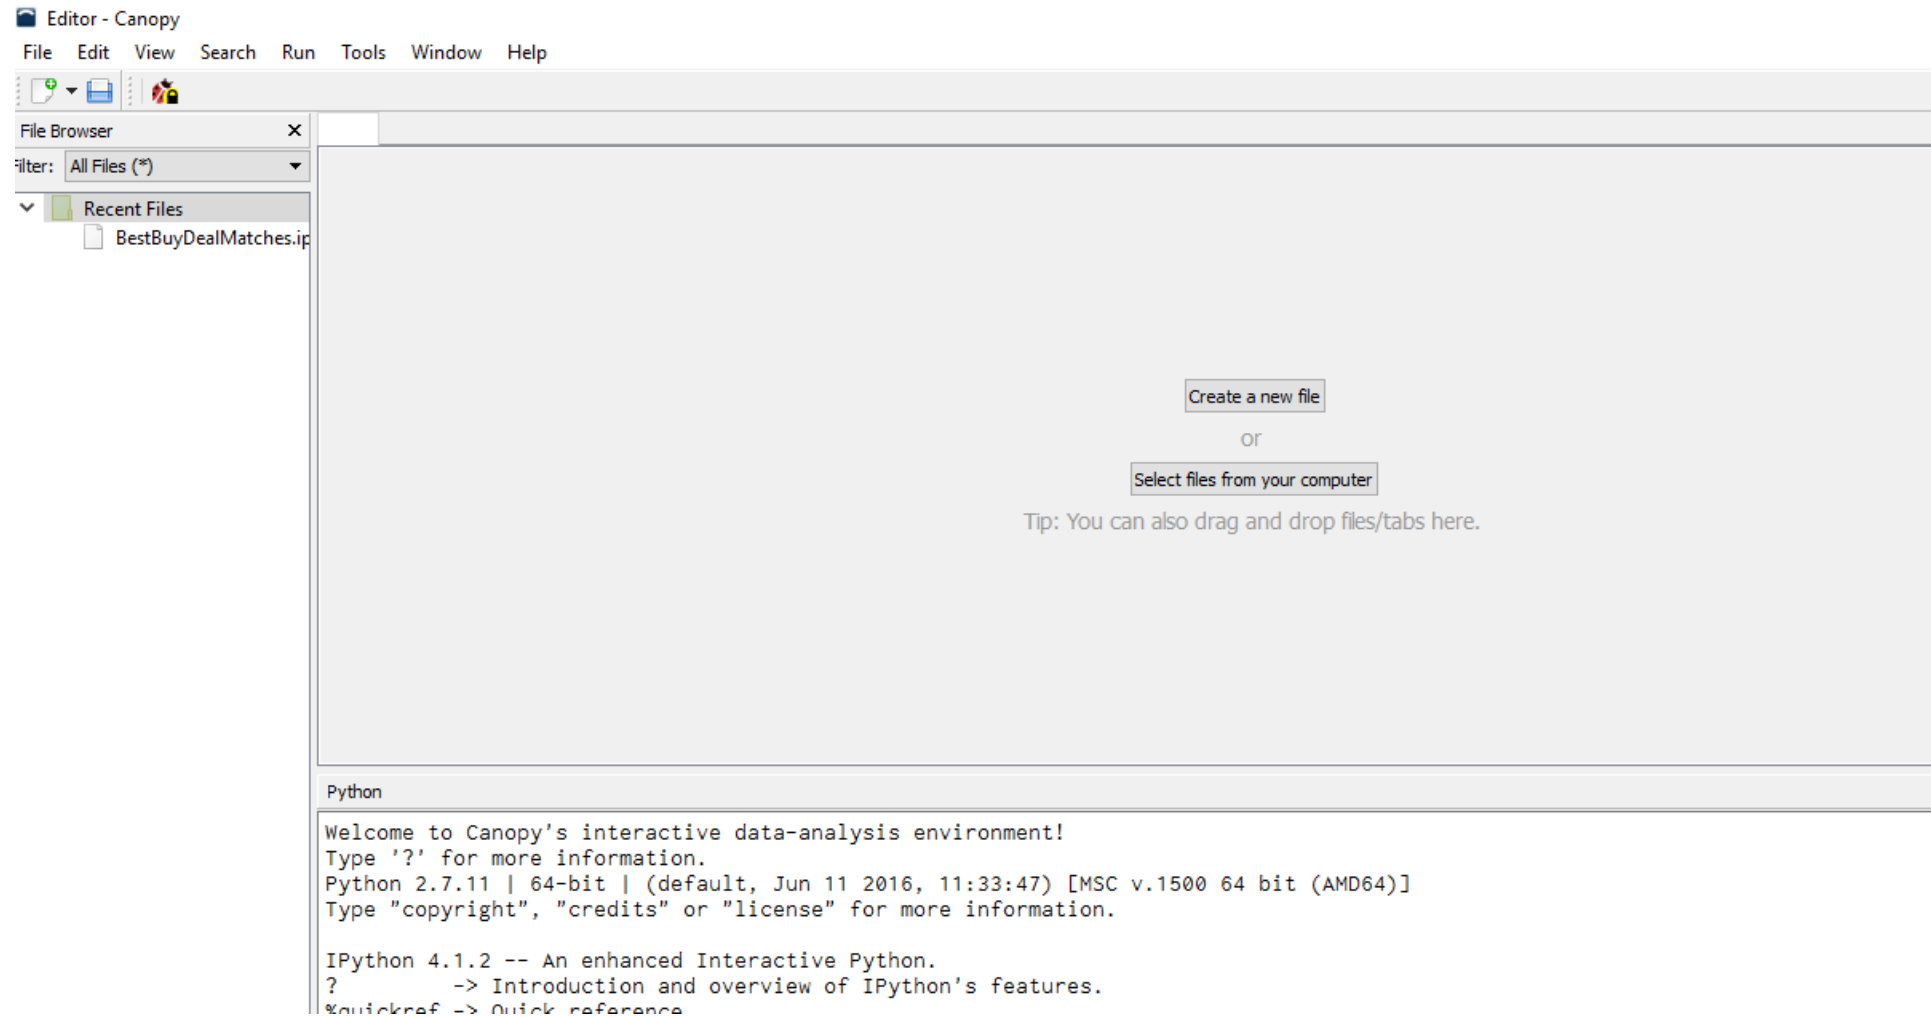 Editor - Canopy
File Edit View Search Run Tools Window Help
File Browser
Filter: All Files (*)
Recent Files
BestBuyDealMatches.ip
Create a new file
or
Select files from your computer
Tip: You can also drag and drop files/tabs here.
Python
Welcome to Canopy's interactive data-analysis environment!
Type '?' for more information.
Python 2.7.11 | 64-bit | (default, Jun 11 2016, 11:33:47) [MSC v.1500 64 bit (AMD64)]
Type "copyright", "credits" or "license" for more information.
IPython 4.1.2 -- An enhanced Interactive Python.
? -> Introduction and overview of IPython's features.
%quickref -> Quick reference.